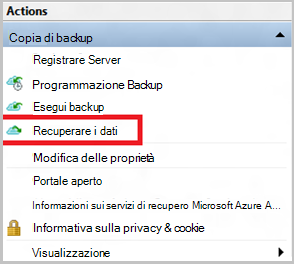 Actions
Copia di backup
Registrare Server
Programmazione Backup
Esegui backup
Recuperare i dati
Modifica delle proprietà
Portale aperto
Informazioni sui servizi di recupero Microsoft Azure A...
Informativa sulla privacy & cookie
Visualizzazione